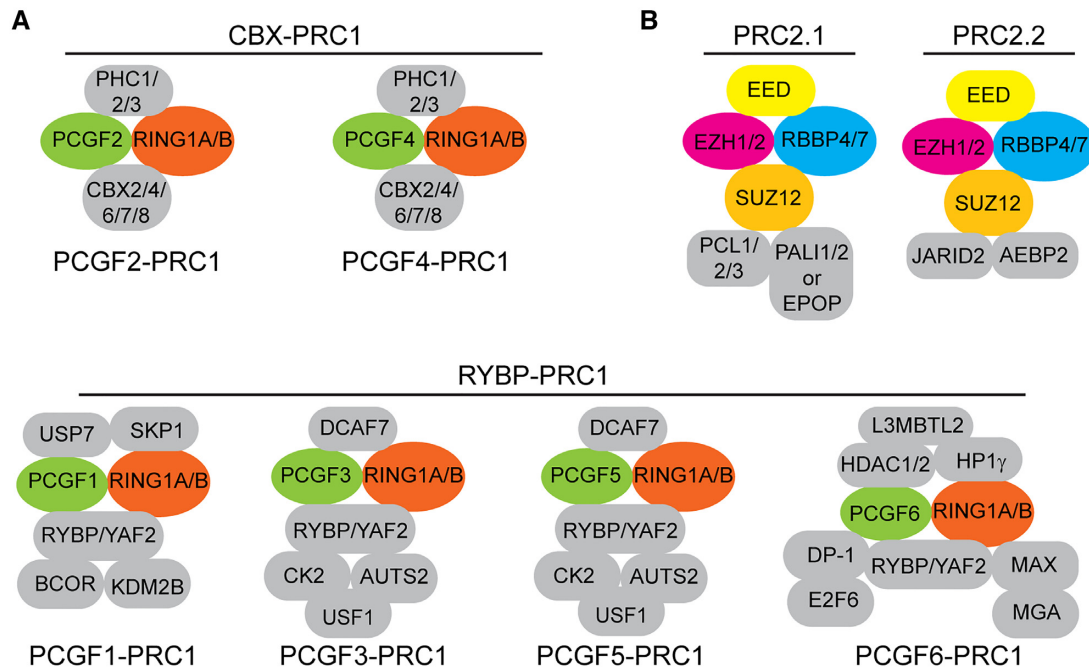 A
CBX-PRC1
PHC1/
2/3
PCGF2
RING1A/B
CBX2/4/
6/7/8
PCGF2-PRC1
PHC1/
2/3
PCGF4
RING1A/B
CBX2/4/
6/7/8
PCGF4-PRC1
B
PRC2.1
EED
EZH1/2
RBBP4/7
SUZ12
PCL1/
2/3
PALI1/2
or
EPOP
PRC2.2
EED
EZH1/2
RBBP4/7
SUZ12
JARID2
AEBP2
RYBP-PRC1
USP7
SKP1
PCGF1
RING1A/B
RYBP/YAF2
BCOR
KDM2B
PCGF1-PRC1
DCAF7
PCGF3
RING1A/B
RYBP/YAF2
CK2
AUTS2
USF1
PCGF3-PRC1
DCAF7
PCGF5
RING1A/B
RYBP/YAF2
CK2
AUTS2
USF1
PCGF5-PRC1
L3MBTL2
HDAC1/2
HP1γ
PCGF6
RING1A/B
DP-1
RYBP/YAF2
MAX
E2F6
MGA
PCGF6-PRC1